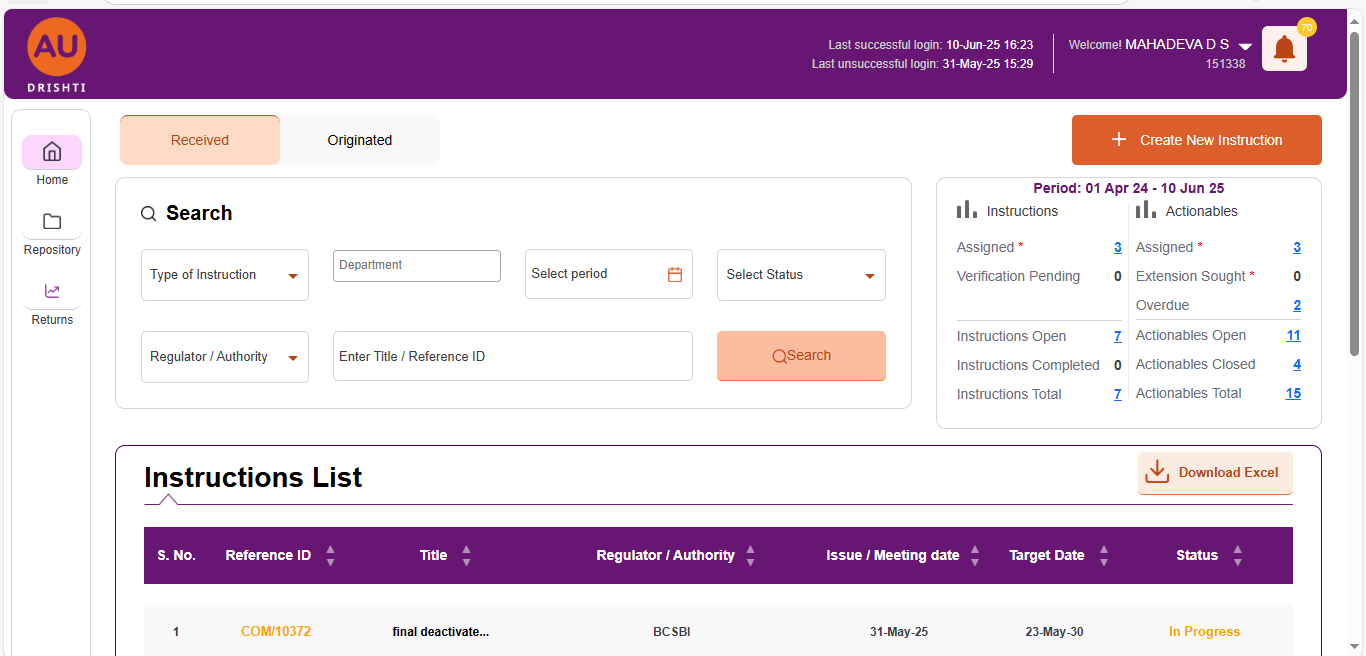 AU
DRISHTI
Last successful login: 10-Jun-25 16:23
Last unsuccessful login: 31-May-25 15:29
Welcome! MAHADEVA D S
151338
70
Home
Repository
Returns
Received
Originated
+ Create New Instruction
Search
Type of Instruction
Department
Select period
Select Status
Regulator / Authority
Enter Title / Reference ID
Search
Period: 01 Apr 24 - 10 Jun 25
Instructions
Assigned * 3
Verification Pending 0
Instructions Open 7
Instructions Completed 0
Instructions Total 7
Actionables
Assigned * 3
Extension Sought * 0
Overdue 2
Actionables Open 11
Actionables Closed 4
Actionables Total 15
Instructions List
Download Excel
S. No. Reference ID Title Regulator / Authority Issue / Meeting date Target Date Status
1 COM/10372 final deactivate... BCSBI 31-May-25 23-May-30 In Progress